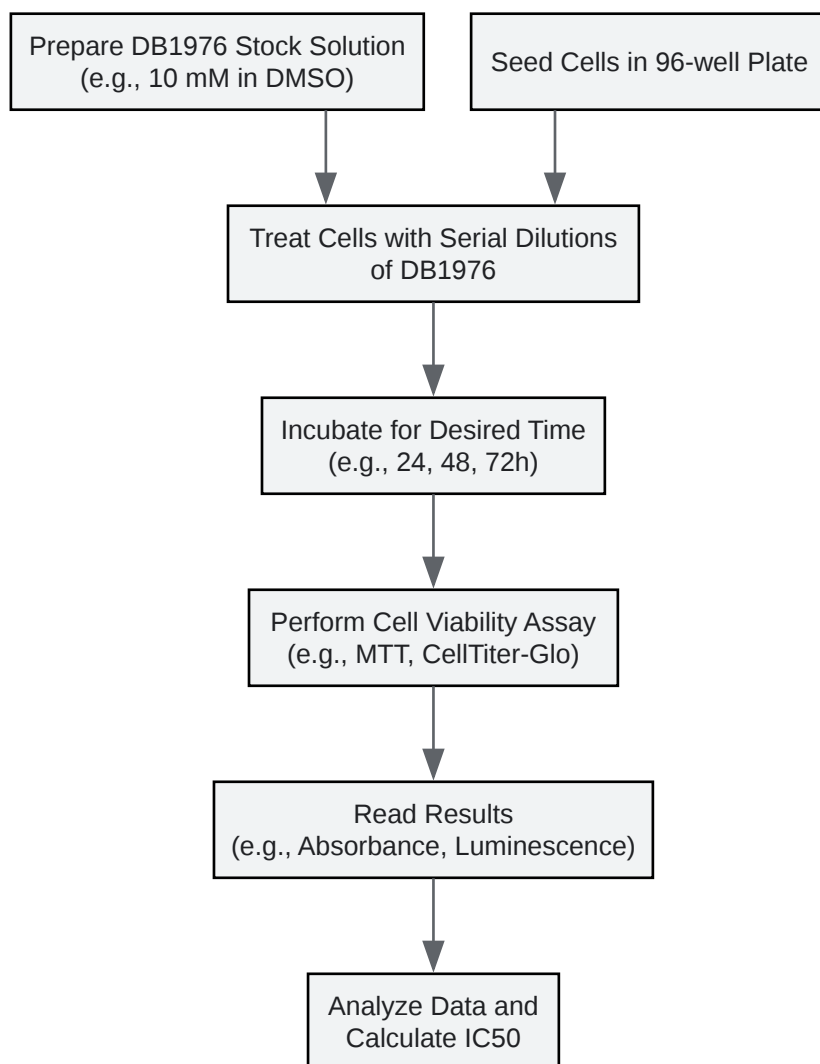 Prepare DB1976 Stock Solution
(e.g., 10 mM in DMSO)
Seed Cells in 96-well Plate
Treat Cells with Serial Dilutions
of DB1976
Incubate for Desired Time
(e.g., 24, 48, 72h)
Perform Cell Viability Assay
(e.g., MTT, CellTiter-Glo)
Read Results
(e.g., Absorbance, Luminescence)
Analyze Data and
Calculate IC50